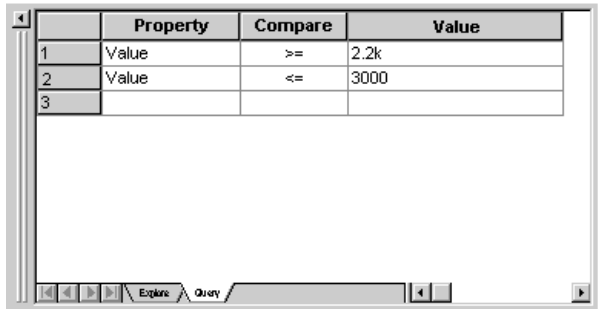 Property Compare Value
1 Value >= 2.2k
2 Value <= 3000
3
Explore Query